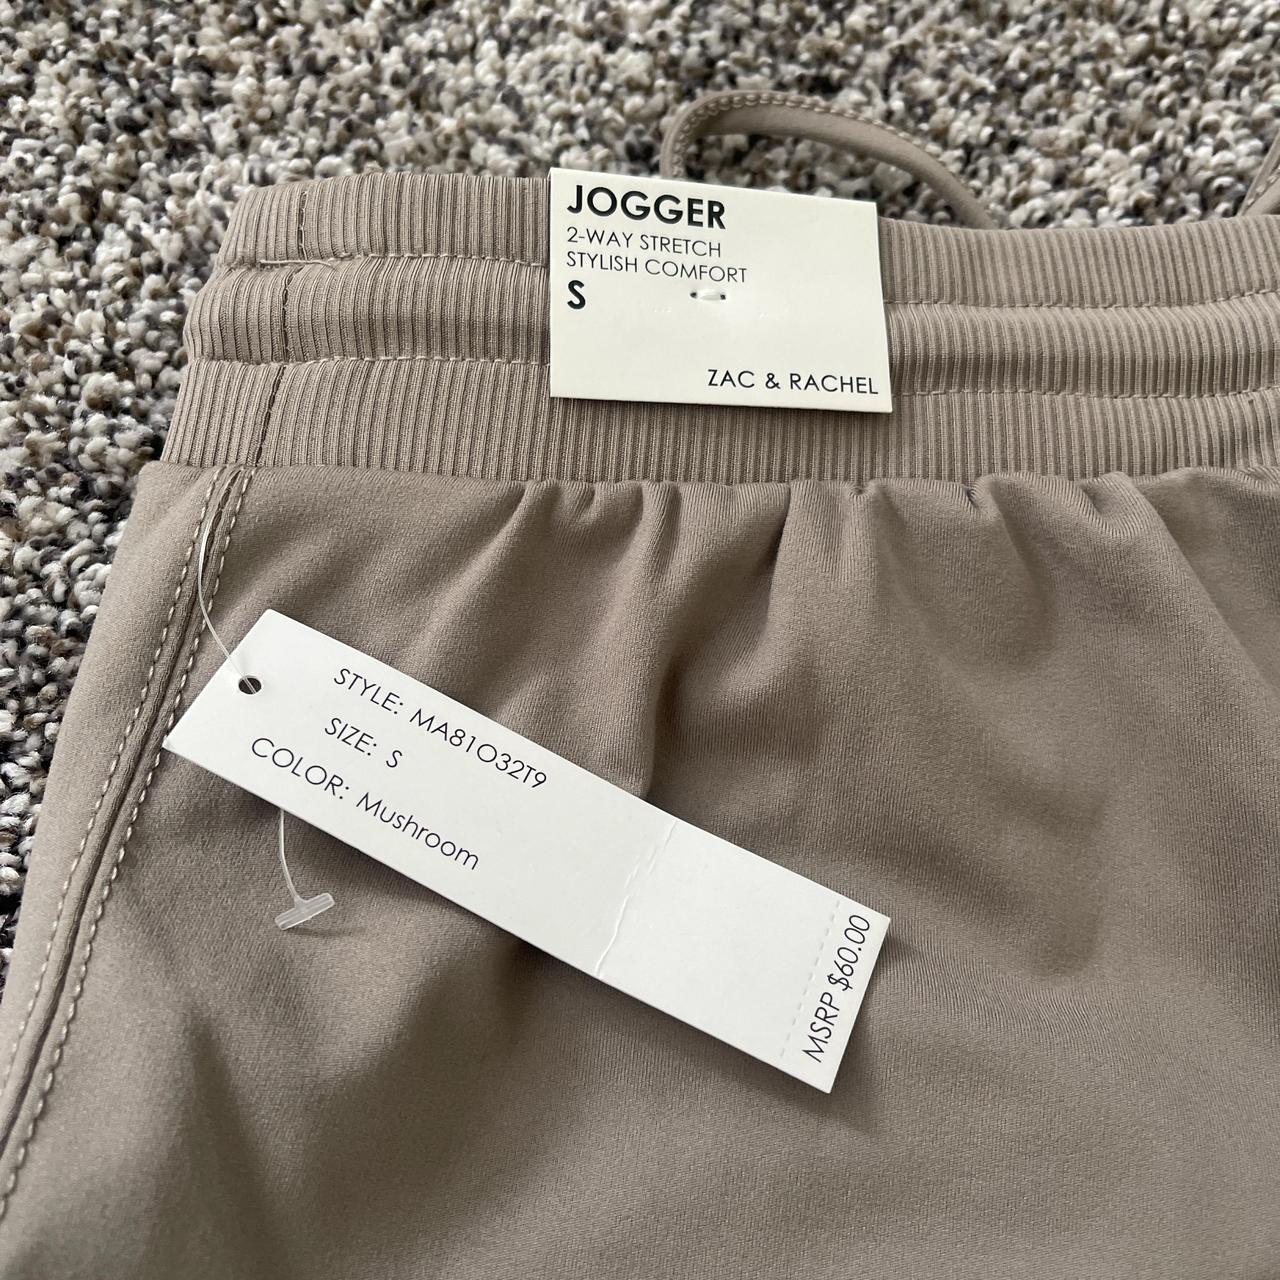 JOGGER
2-WAY STRETCH
STYLISH COMFORT
S
ZAC & RACHEL
STYLE: MA81O32T9
SIZE: S
COLOR: Mushroom
MSRP $60.00